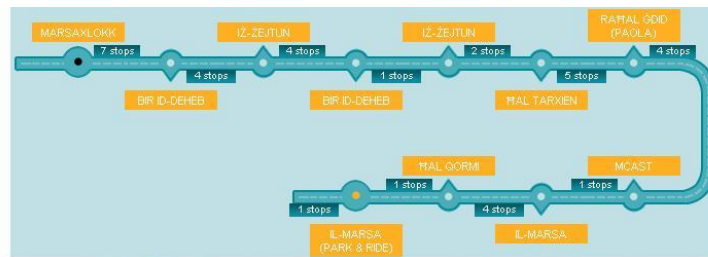 MARSAXLOKK
7 stops
BIR ID-DEHEB
4 stops
IŻ-ŻEJTUN
4 stops
BIR ID-DEHEB
1 stops
IŻ-ŻEJTUN
2 stops
ĦAL TARXIEN
5 stops
RAĦAL ĠDID
(PAOLA)
4 stops
MCAST
1 stops
IL-MARSA
4 stops
ĦAL QORMI
1 stops
IL-MARSA
(PARK & RIDE)
1 stops